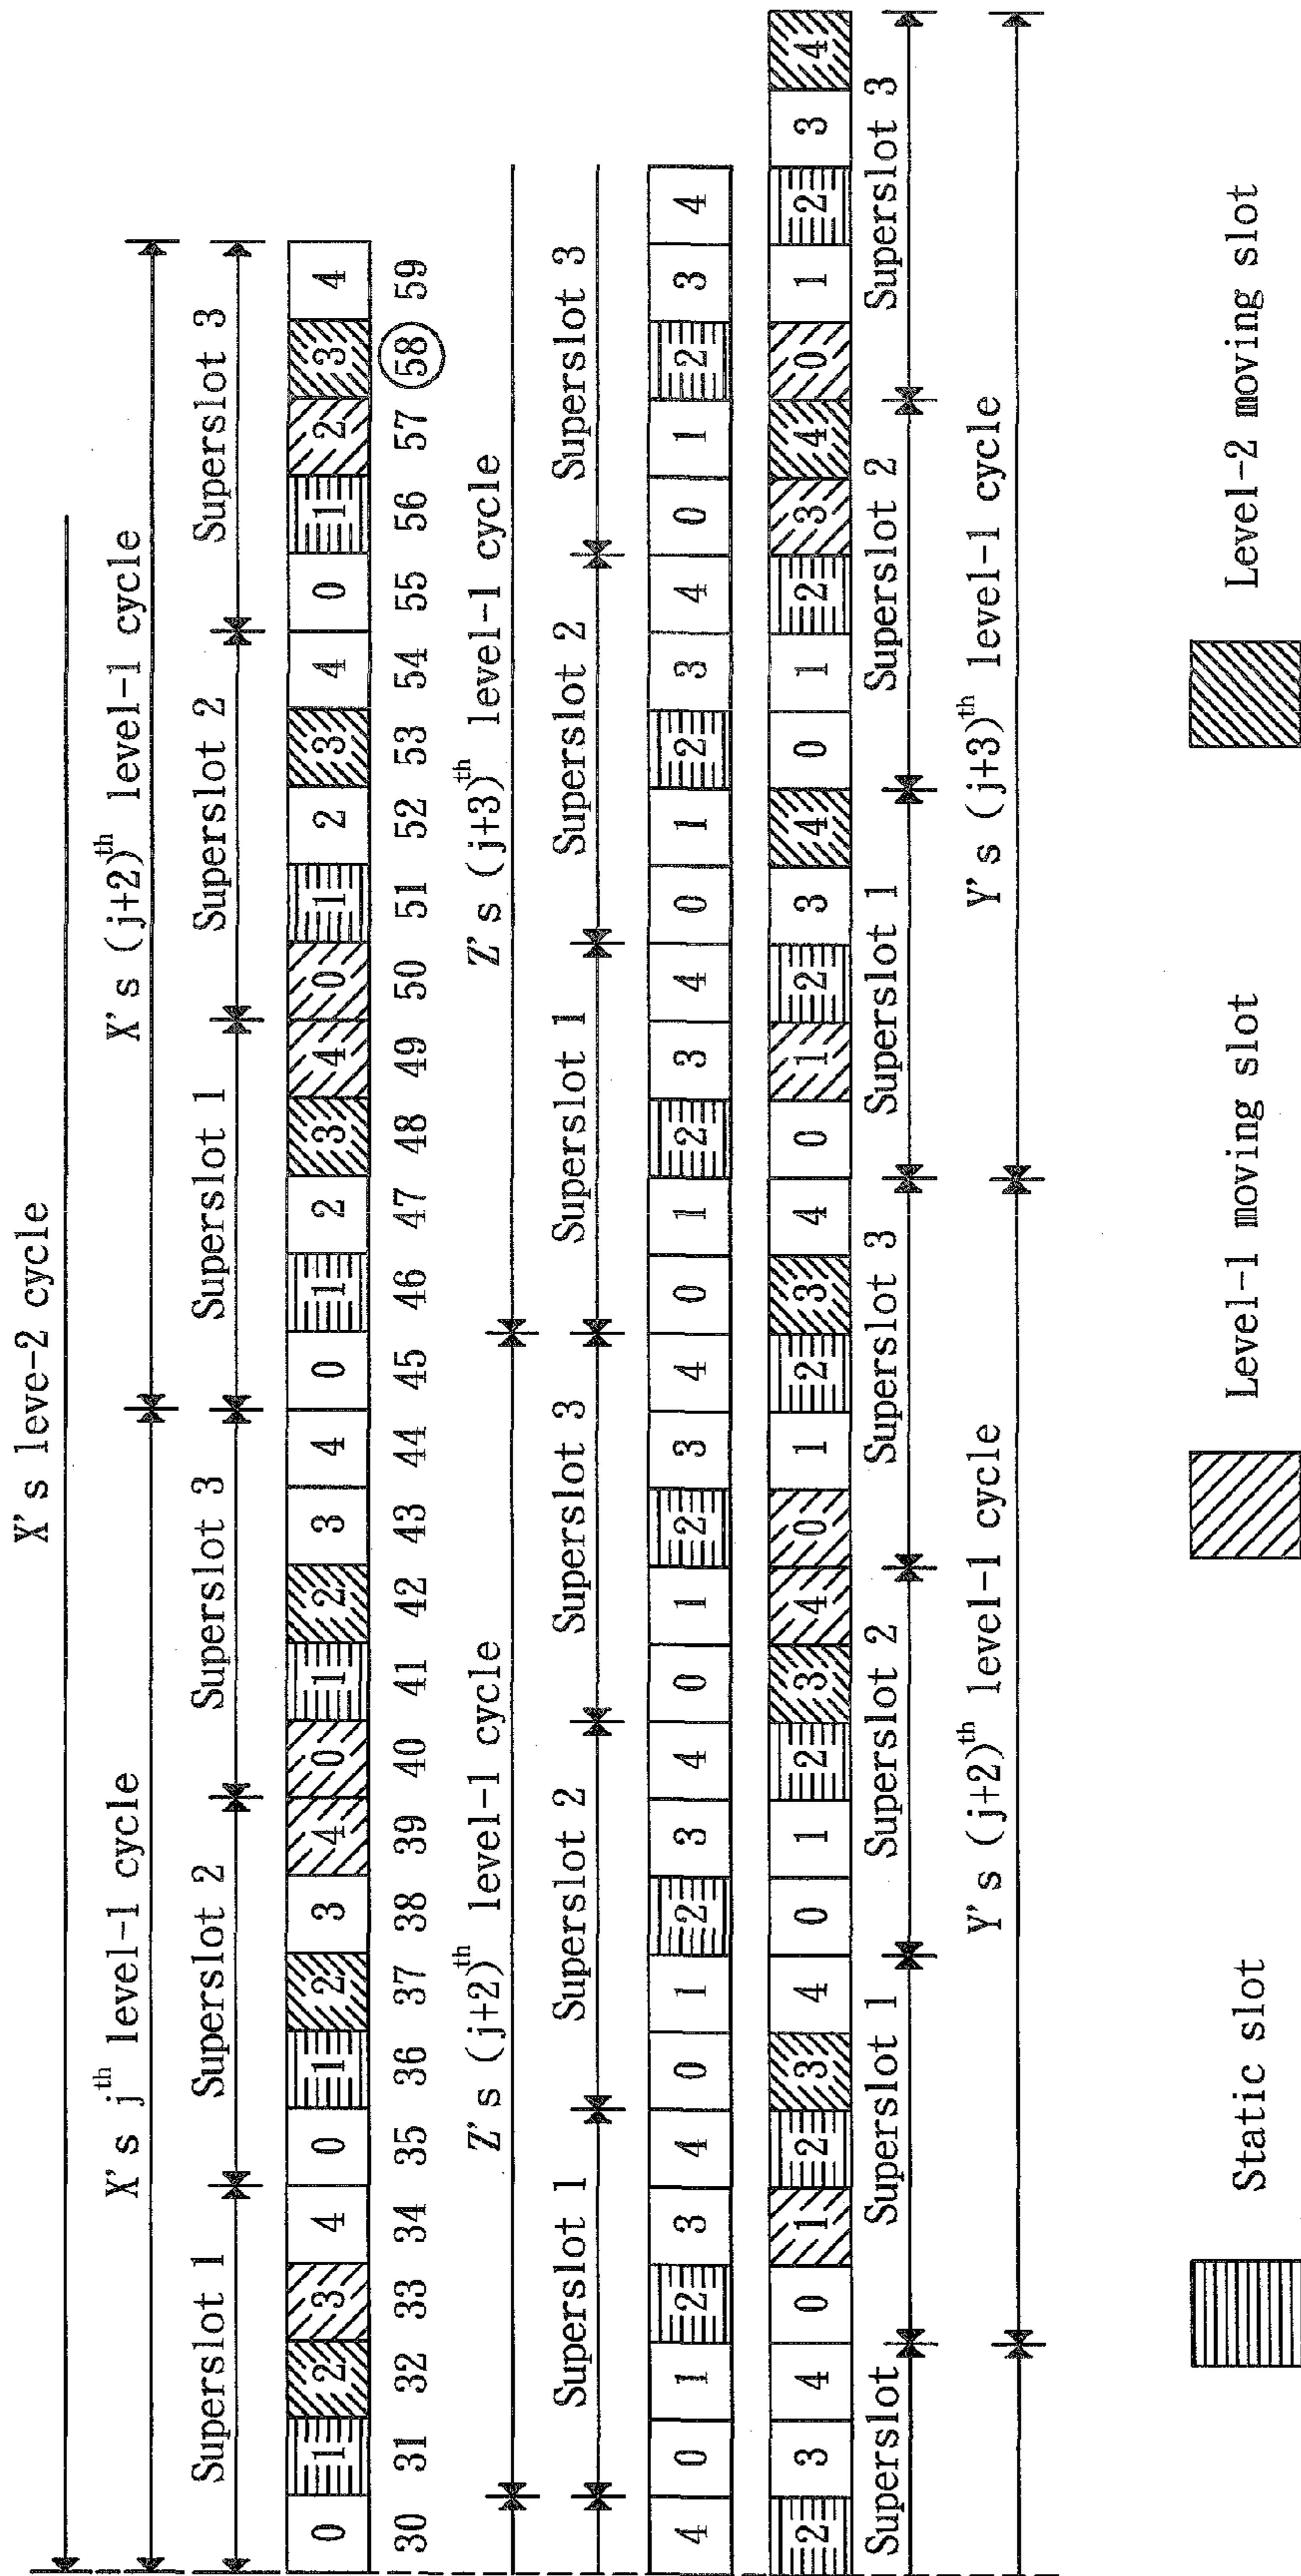 X's leve-2 cycle
X's jth level-1 cycle X's (j+2)th level-1 cycle
Superslot 1 Superslot 2 Superslot 3 Superslot 1 Superslot 2 Superslot 3
0 1 2 3 4 0 1 2 3 4 0 1 2 3 4 0 1 2 3 4 0 1 2 3 4 0 1 2 3 4
30 31 32 33 34 35 36 37 38 39 40 41 42 43 44 45 46 47 48 49 50 51 52 53 54 55 56 57 58 59
Z's (j+2)th level-1 cycle Z's (j+3)th level-1 cycle
Superslot 1 Superslot 2 Superslot 3 Superslot 1 Superslot 2 Superslot 3
4 0 1 2 3 4 0 1 2 3 4 0 1 2 3 4 0 1 2 3 4 0 1 2 3 4 0 1 2 3 4
2 3 4 0 1 2 3 4 0 1 2 3 4 0 1 2 3 4 0 1 2 3 4 0 1 2 3 4 0 1 2 3 4
Superslot Superslot 1 Superslot 2 Superslot 3 Superslot 1 Superslot 2 Superslot 3
Y's (j+2)th level-1 cycle Y's (j+3)th level-1 cycle
Static slot Level-1 moving slot Level-2 moving slot